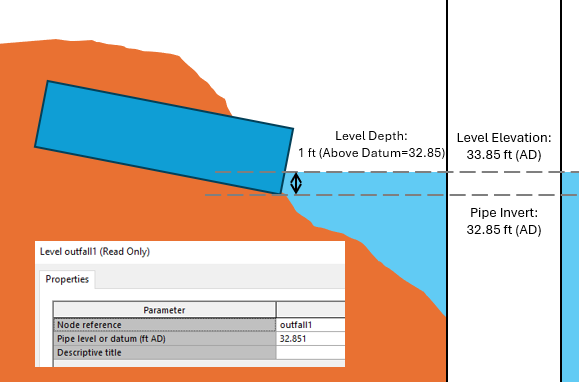 Level Depth:
1 ft (Above Datum=32.85)
Level Elevation:
33.85 ft (AD)
Pipe Invert:
32.85 ft (AD)
Level outfall1 (Read Only)
Properties
Parameter
Node reference outfall1
Pipe level or datum (ft AD) 32.851
Descriptive title